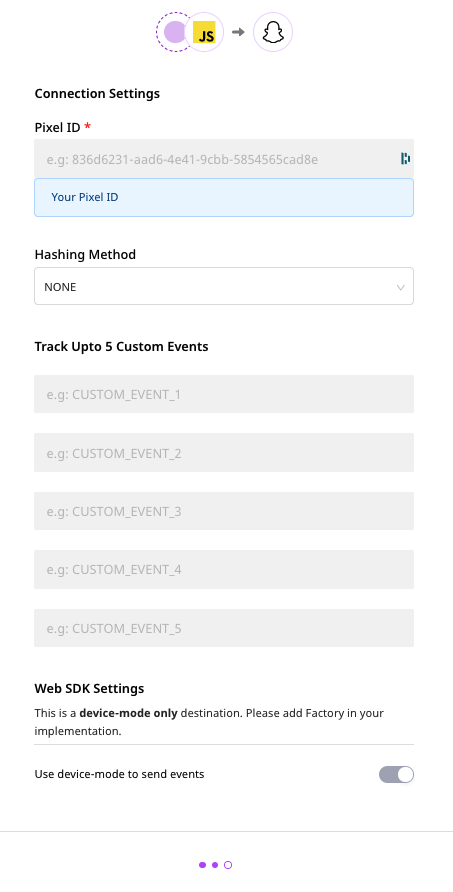 JS
Connection Settings
Pixel ID *
e.g: 836d6231-aad6-4e41-9cbb-5854565cad8e
Your Pixel ID
Hashing Method
NONE
Track Upto 5 Custom Events
e.g: CUSTOM_EVENT_1
e.g: CUSTOM_EVENT_2
e.g: CUSTOM_EVENT_3
e.g: CUSTOM_EVENT_4
e.g: CUSTOM_EVENT_5
Web SDK Settings
This is a device-mode only destination. Please add Factory in your
implementation.
Use device-mode to send events